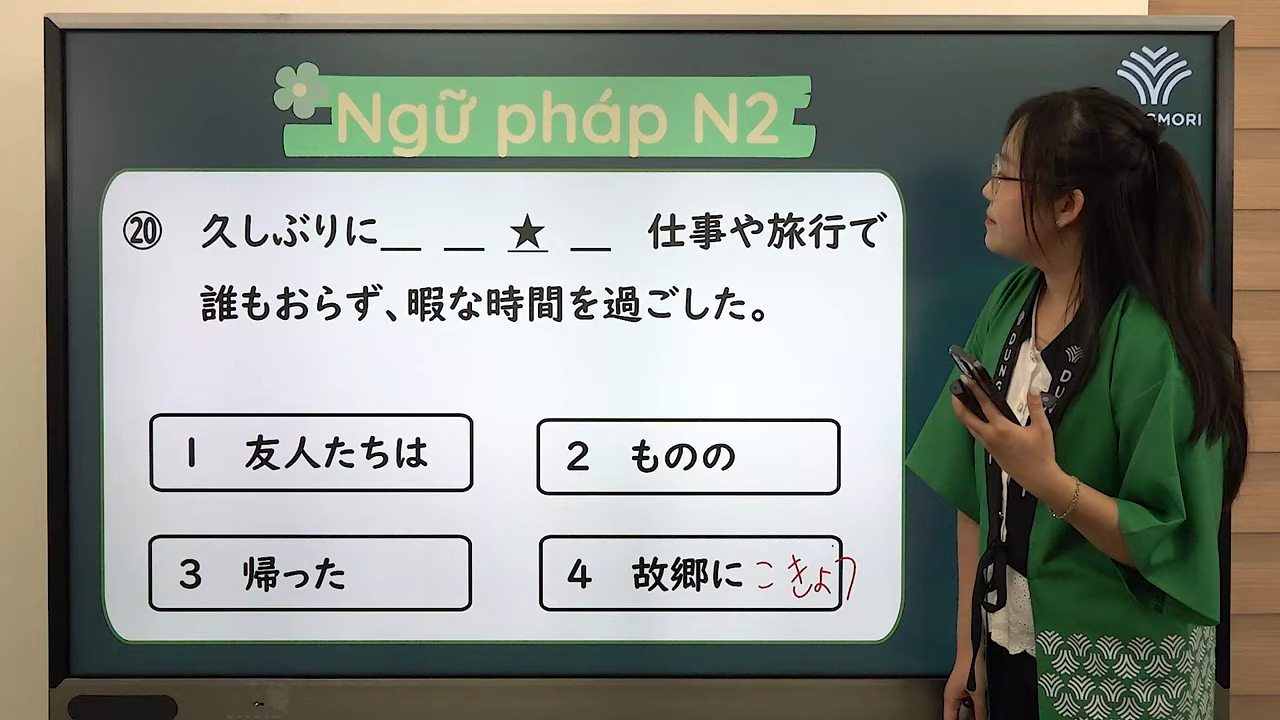 Ngữ pháp N2
⑳ 久しぶりに＿ ＿ ★ ＿ 仕事や旅行で
誰もおらず、暇な時間を過ごした。
1 友人たちは
2 ものの
3 帰った
4 故郷に こきょう